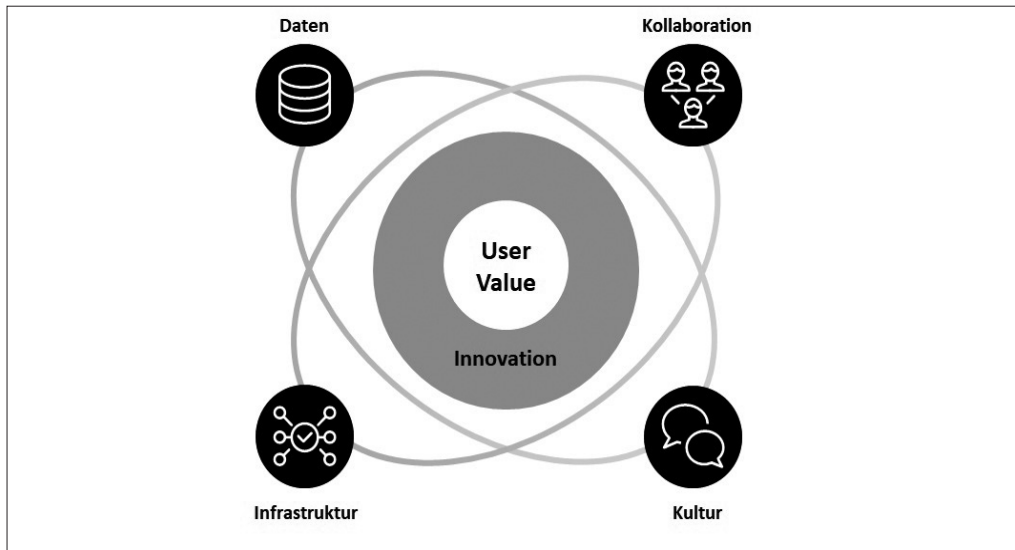 Daten
Kollaboration
User
Value
Innovation
Infrastruktur
Kultur